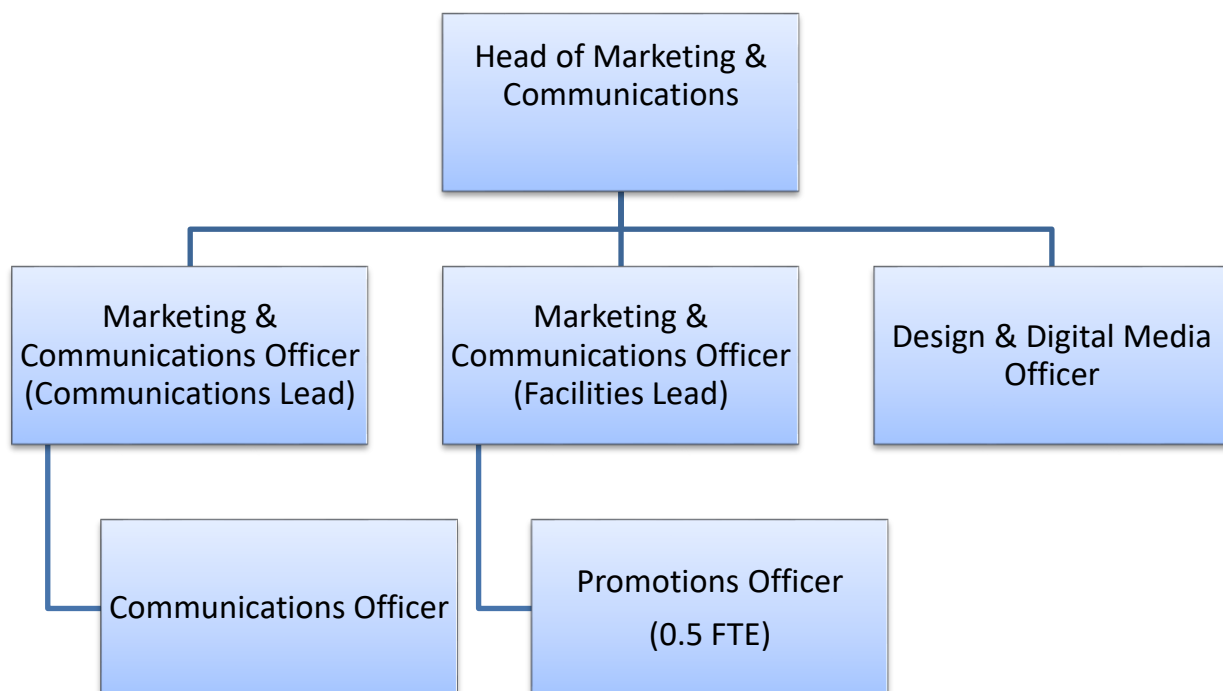 Head of Marketing &
Communications
Marketing &
Communications Officer
(Communications Lead)
Marketing &
Communications Officer
(Facilities Lead)
Design & Digital Media
Officer
Communications Officer
Promotions Officer
(0.5 FTE)